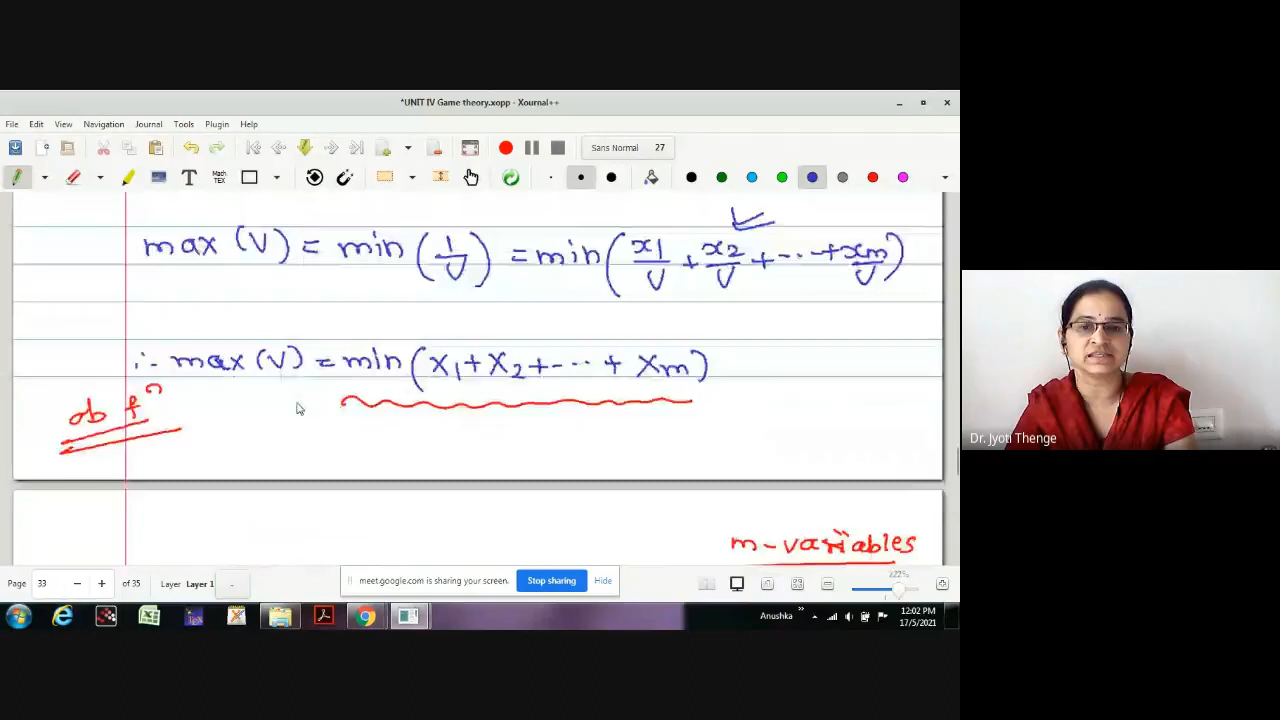 *UNIT IV Game theory.xopp - Xournal++
File Edit View Navigation Journal Tools Plugin Help
Sans Normal 27
T Math TEX
max (V) = min (1/V) = min (x1/V + x2/V + ... + xm/V)
∴ max (V) = min (X1 + X2 + ... + Xm)
ob fⁿ
m-variables
Page 33 of 35 Layer Layer 1
222%
meet.google.com is sharing your screen. Stop sharing Hide
Anushka
12:02 PM
17/5/2021
Dr. Jyoti Thenge